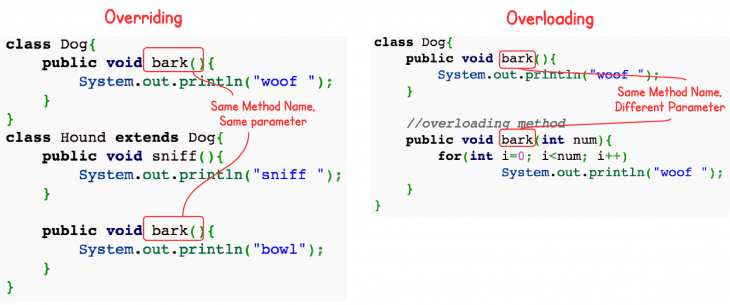 Overriding
class Dog{
    public void bark(){
        System.out.println("woof ");
    }
}
Same Method Name,
Same parameter
class Hound extends Dog{
    public void sniff(){
        System.out.println("sniff ");
    }
    public void bark(){
        System.out.println("bowl");
    }
}
Overloading
class Dog{
    public void bark(){
        System.out.println("woof ");
    }
Same Method Name,
Different Parameter
    //overloading method
    public void bark(int num){
        for(int i=0; i<num; i++)
            System.out.println("woof ");
    }
}